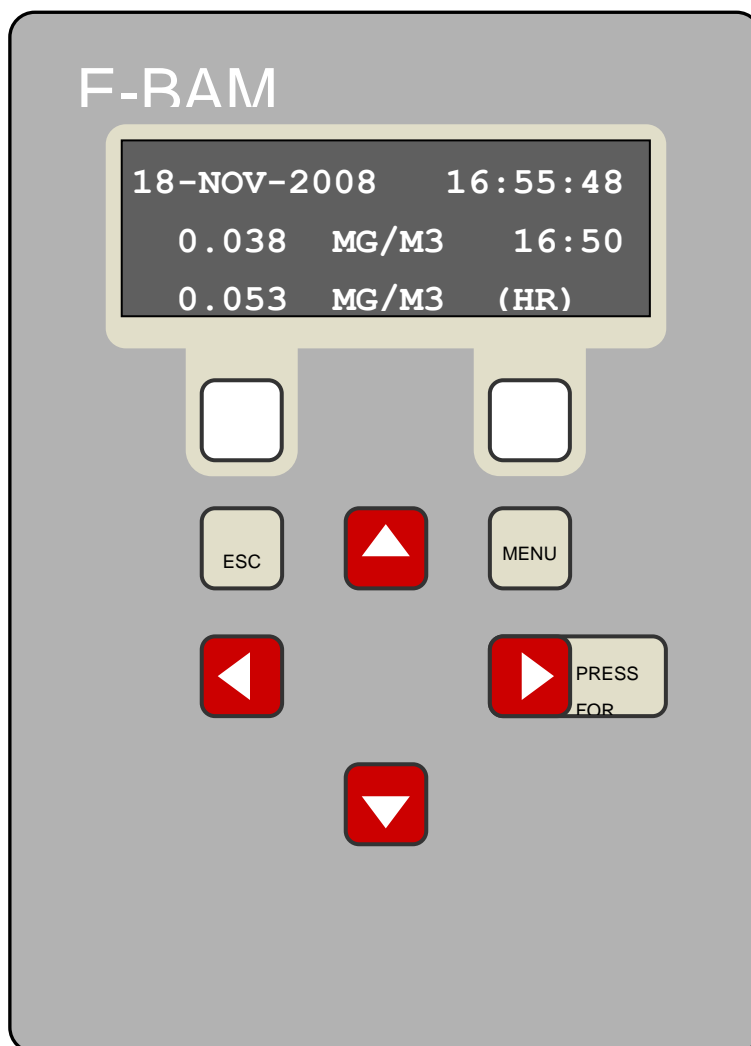 E-BAM
18-NOV-2008 16:55:48
0.038 MG/M3 16:50
0.053 MG/M3 (HR)
ESC
MENU
PRESS
FOR